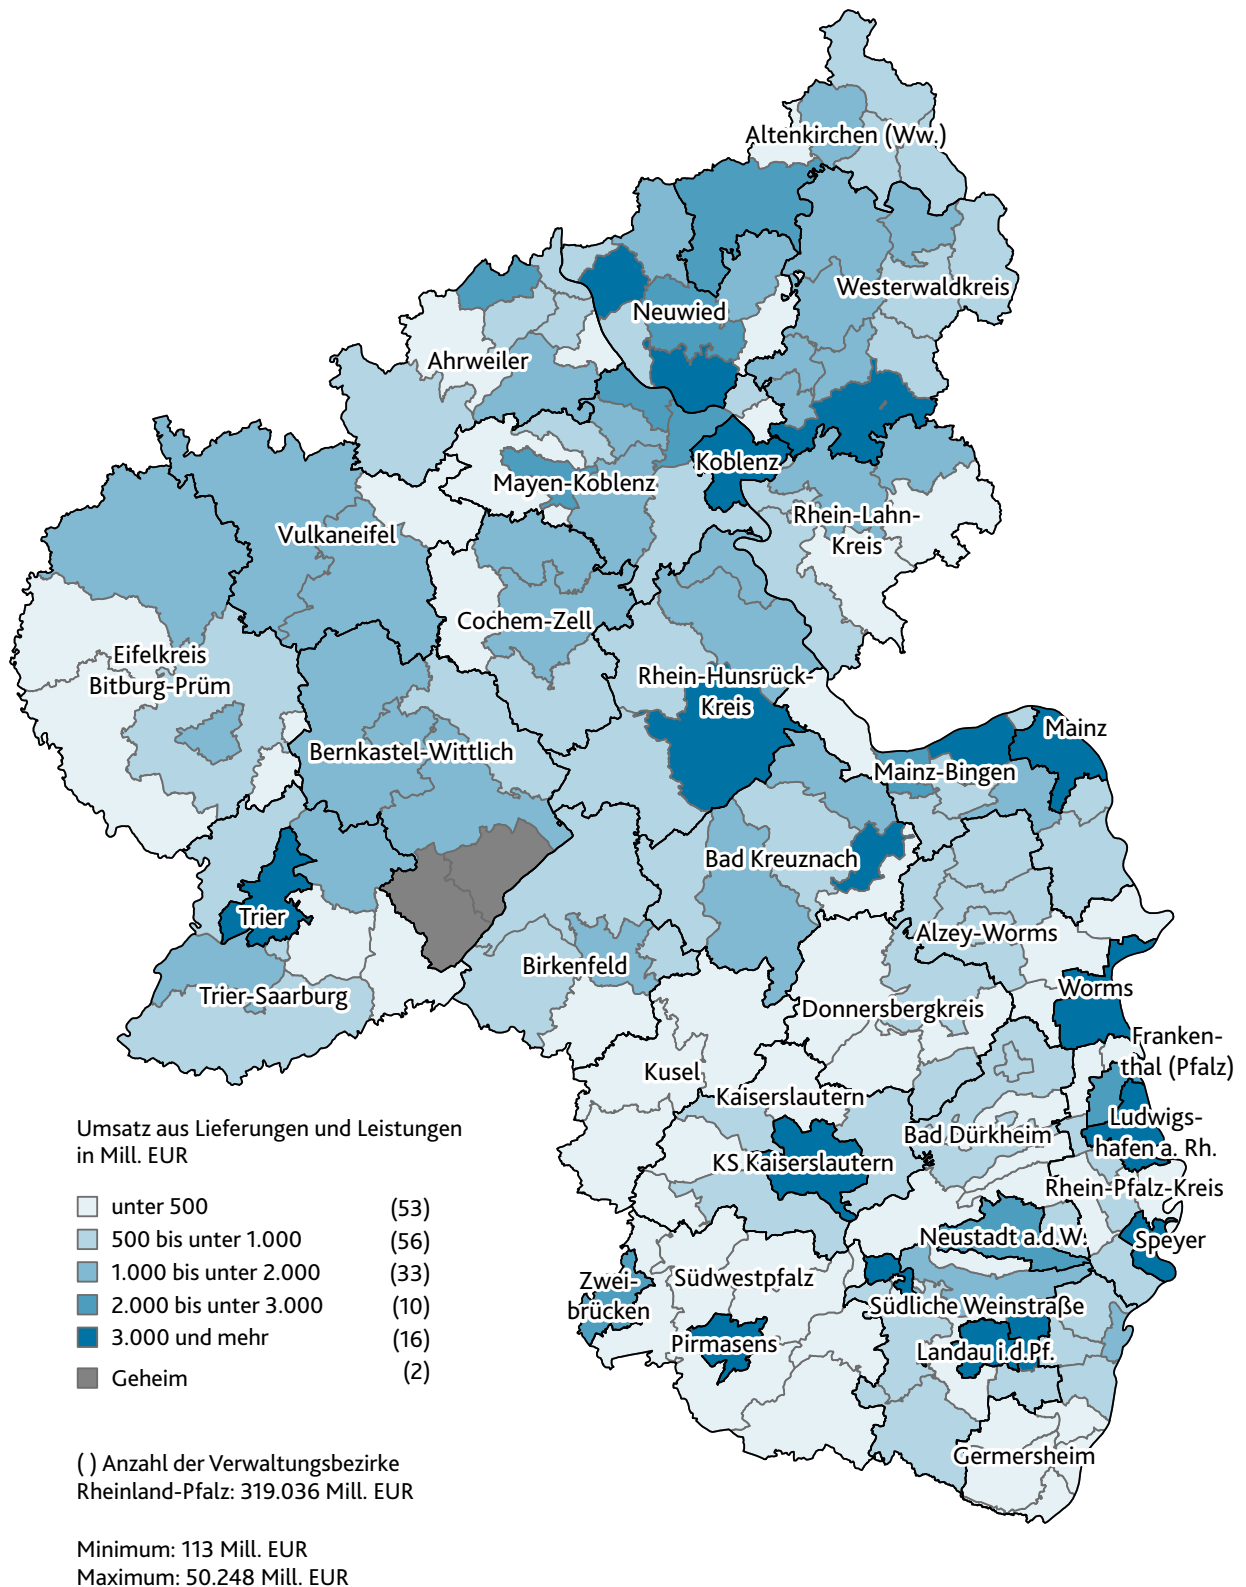 Altenkirchen (Ww.)
Westerwaldkreis
Neuwied
Ahrweiler
Koblenz
Mayen-Koblenz
Rhein-Lahn-
Kreis
Vulkaneifel
Cochem-Zell
Eifelkreis
Bitburg-Prüm
Rhein-Hunsrück-
Kreis
Mainz
Bernkastel-Wittlich
Mainz-Bingen
Bad Kreuznach
Trier
Alzey-Worms
Birkenfeld
Trier-Saarburg
Worms
Donnersbergkreis
Franken-
thal (Pfalz)
Kusel
Kaiserslautern
Ludwigs-
hafen a. Rh.
Bad Dürkheim
KS Kaiserslautern
Rhein-Pfalz-Kreis
Neustadt a.d.W.
Speyer
Zwei-
brücken
Südwestpfalz
Südliche Weinstraße
Pirmasens
Landau i.d.Pf.
Germersheim
Umsatz aus Lieferungen und Leistungen
in Mill. EUR
unter 500 (53)
500 bis unter 1.000 (56)
1.000 bis unter 2.000 (33)
2.000 bis unter 3.000 (10)
3.000 und mehr (16)
Geheim (2)
( ) Anzahl der Verwaltungsbezirke
Rheinland-Pfalz: 319.036 Mill. EUR
Minimum: 113 Mill. EUR
Maximum: 50.248 Mill. EUR